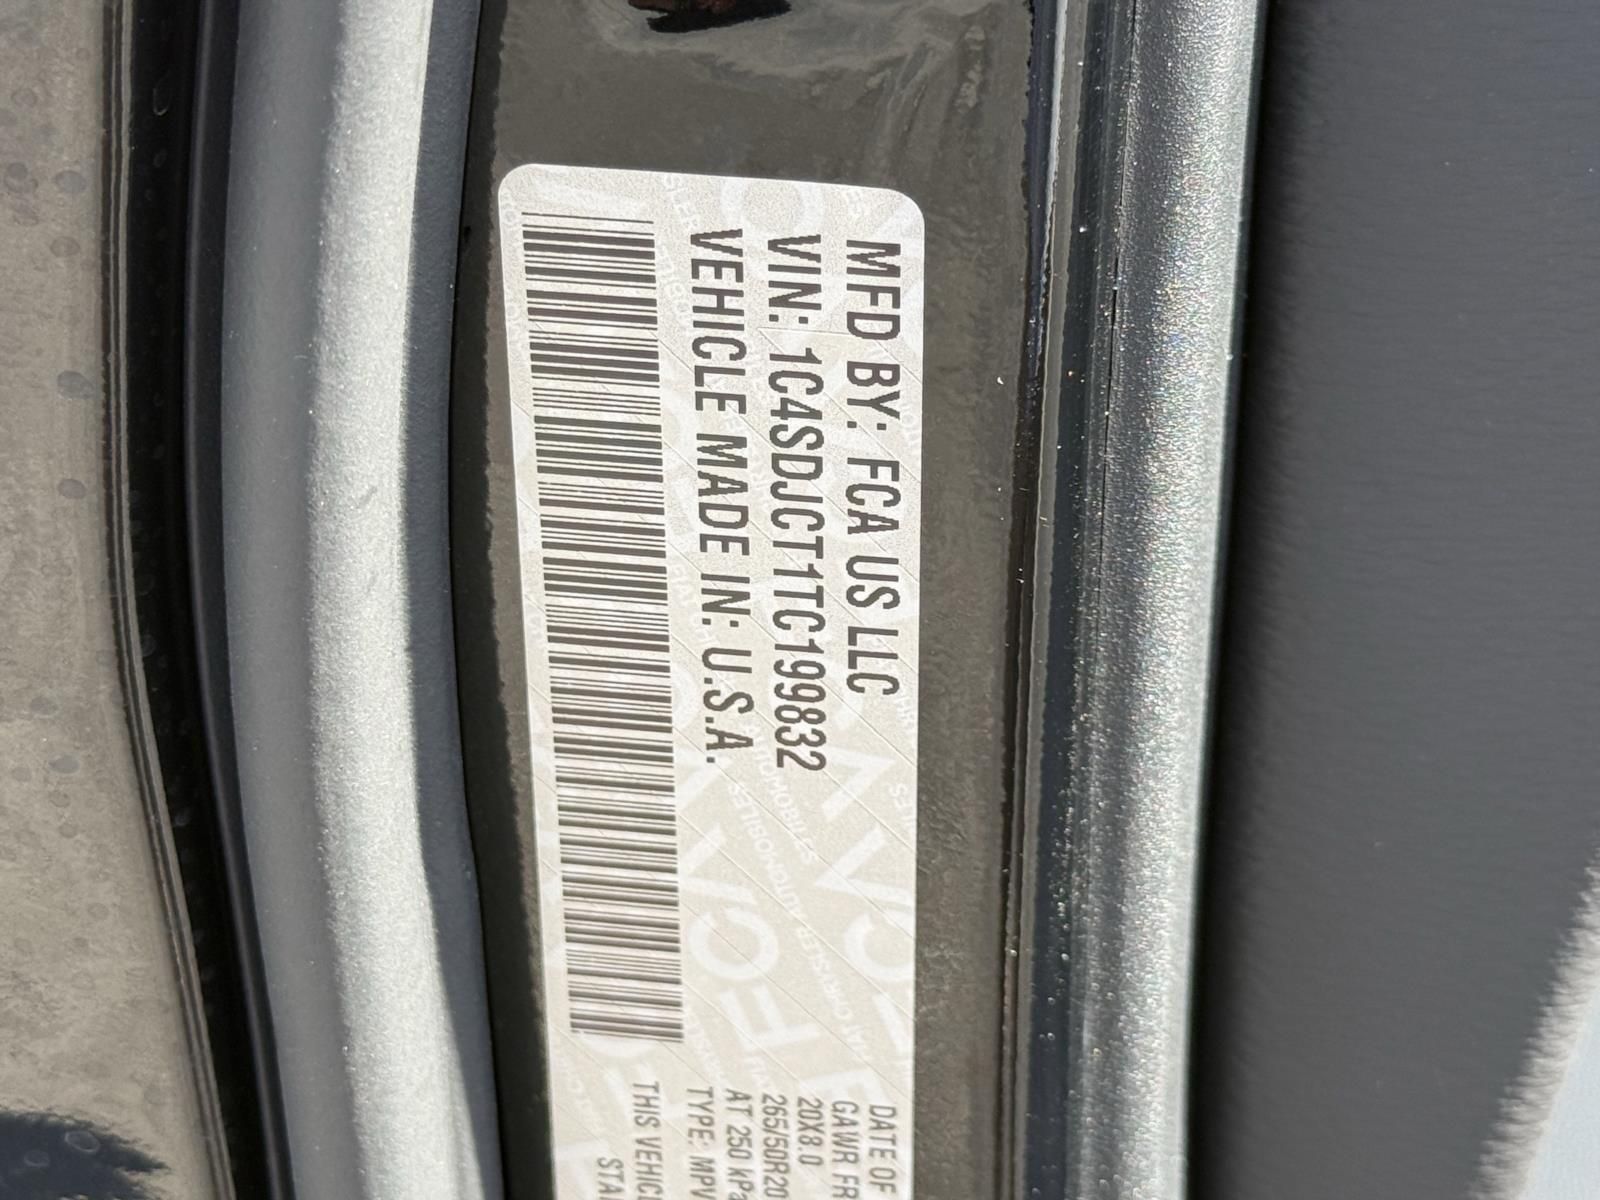 MFD BY: FCA US LLC
VIN: 1C4SDJCT1TC199832
VEHICLE MADE IN: U.S.A.
DATE OF
GAWR FR
20X8.0
265/50R20
AT 250 kPa
TYPE: MPV
THIS VEHIC
STA